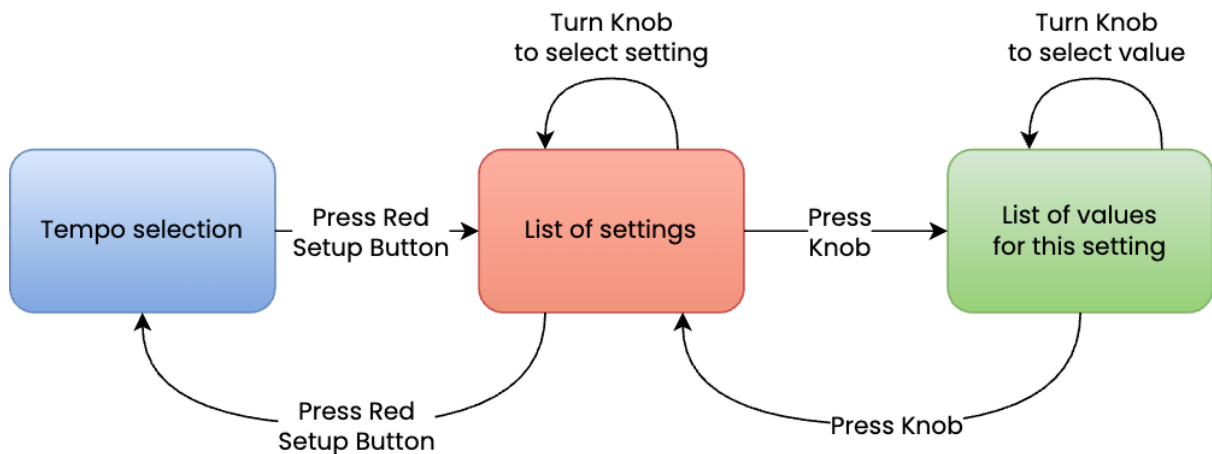 Turn Knob
to select setting
Turn Knob
to select value
Tempo selection
Press Red
Setup Button
List of settings
Press
Knob
List of values
for this setting
Press Red
Setup Button
Press Knob